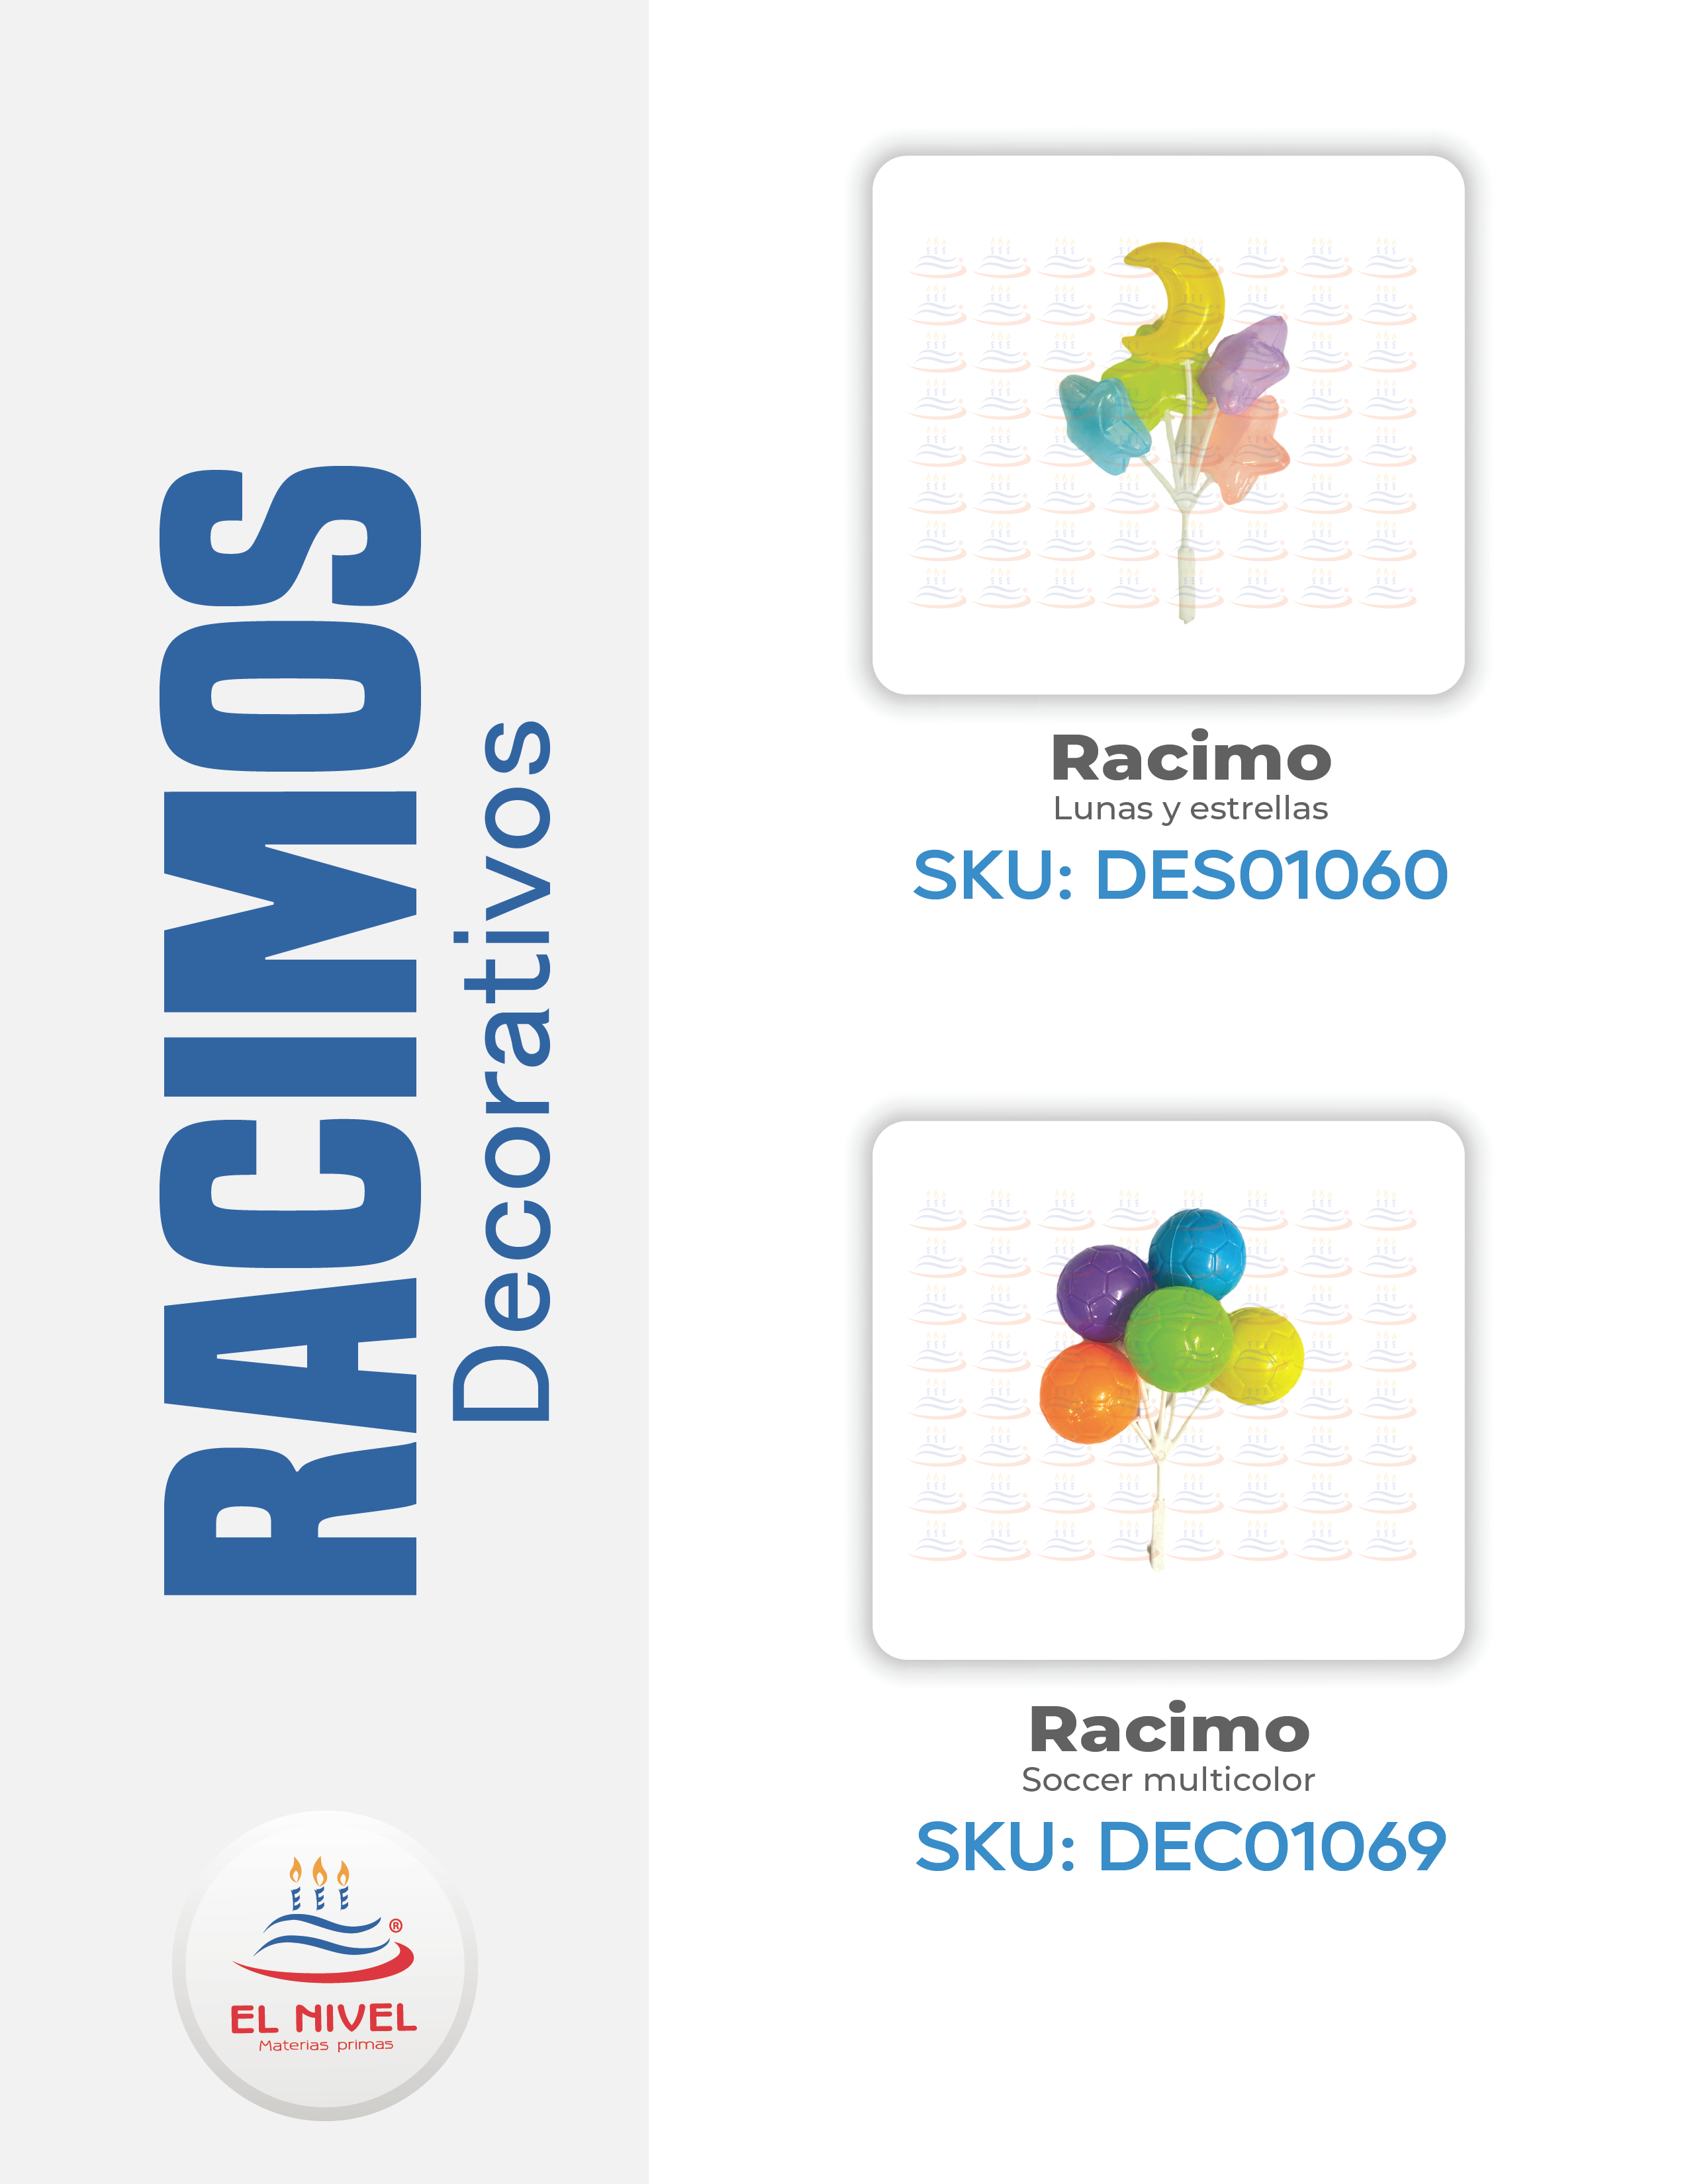 RACIMOS
Decorativos
Racimo
Lunas y estrellas
SKU: DES01060
Racimo
Soccer multicolor
SKU: DEC01069
®
EL NIVEL
Materias primas